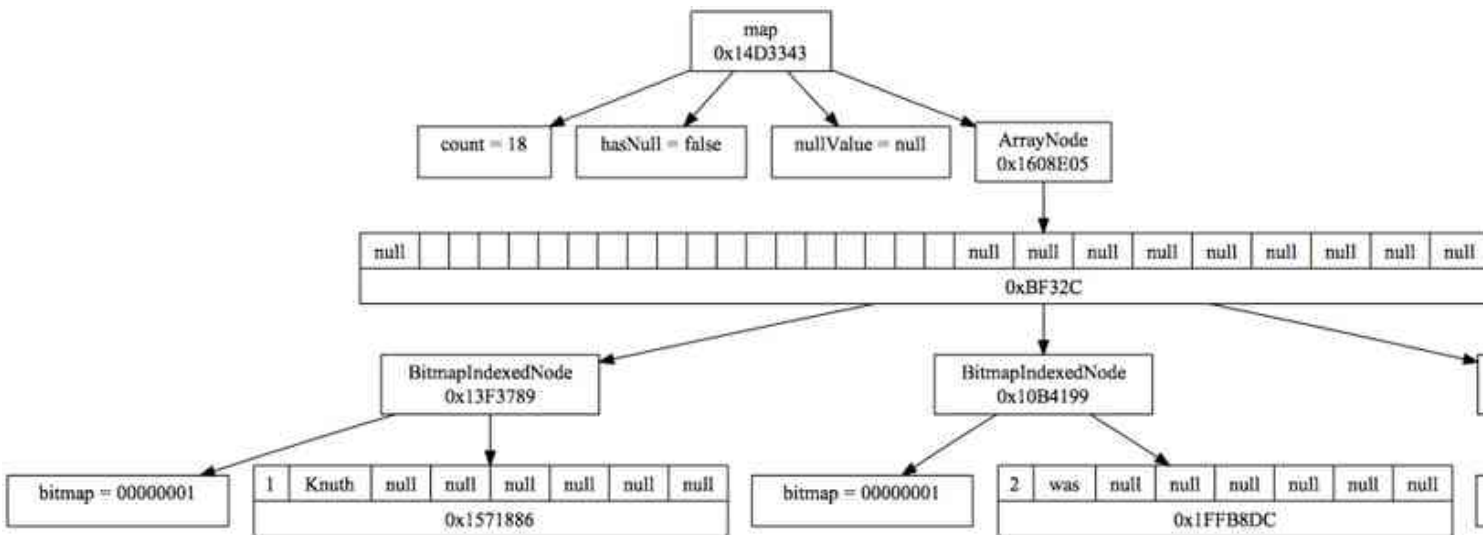 map
0x14D3343
count = 18
hasNull = false
nullValue = null
ArrayNode
0x1608E05
null null null null null null null null null null
0xBF32C
BitmapIndexedNode
0x13F3789
BitmapIndexedNode
0x10B4199
bitmap = 00000001
1 Knuth null null null null null null
0x1571886
bitmap = 00000001
2 was null null null null null null
0x1FFB8DC